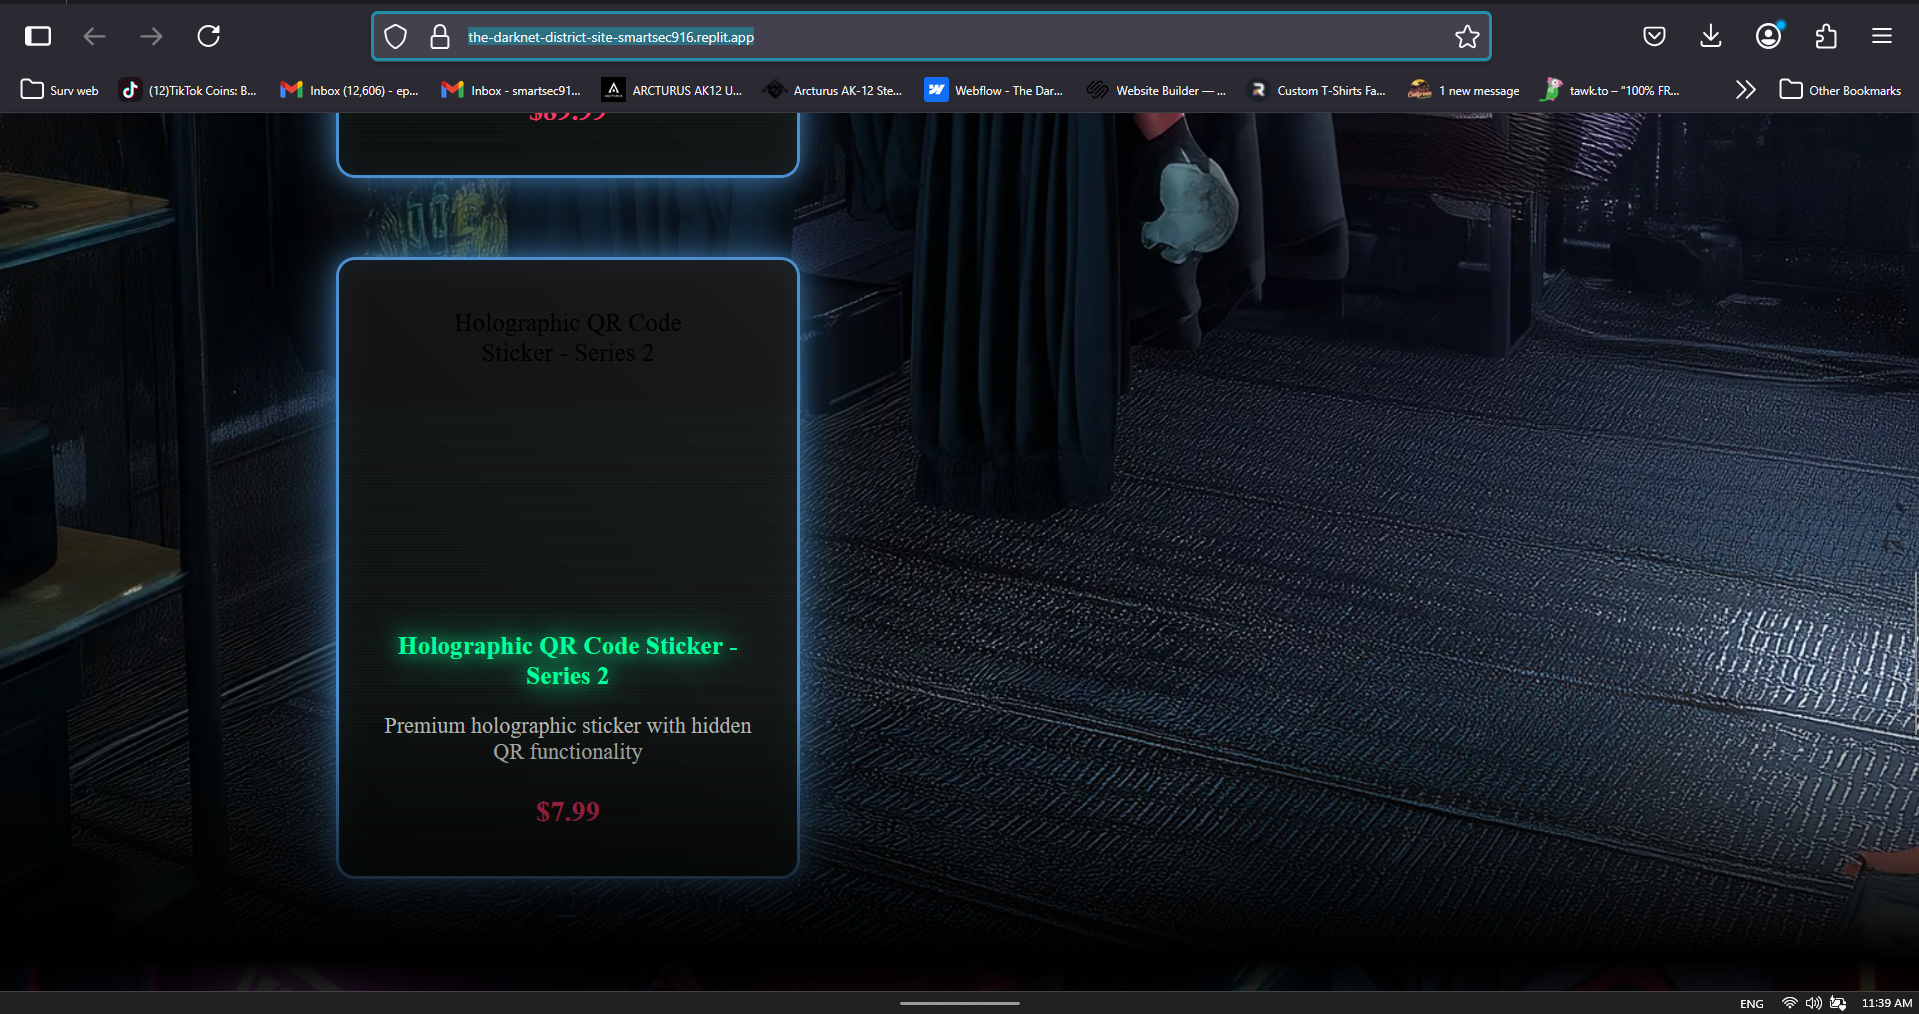 the-darknet-district-site-smartsec916.replit.app
Surv web
(12)TikTok Coins: B...
Inbox (12,606) - ep...
Inbox - smartsec91...
ARCTURUS AK12 U...
Arcturus AK-12 Ste...
Webflow - The Dar...
Website Builder — ...
Custom T-Shirts Fa...
1 new message
tawk.to – "100% FR...
Other Bookmarks
$89.99
Holographic QR Code
Sticker - Series 2
Holographic QR Code Sticker -
Series 2
Premium holographic sticker with hidden
QR functionality
$7.99
ENG
11:39 AM